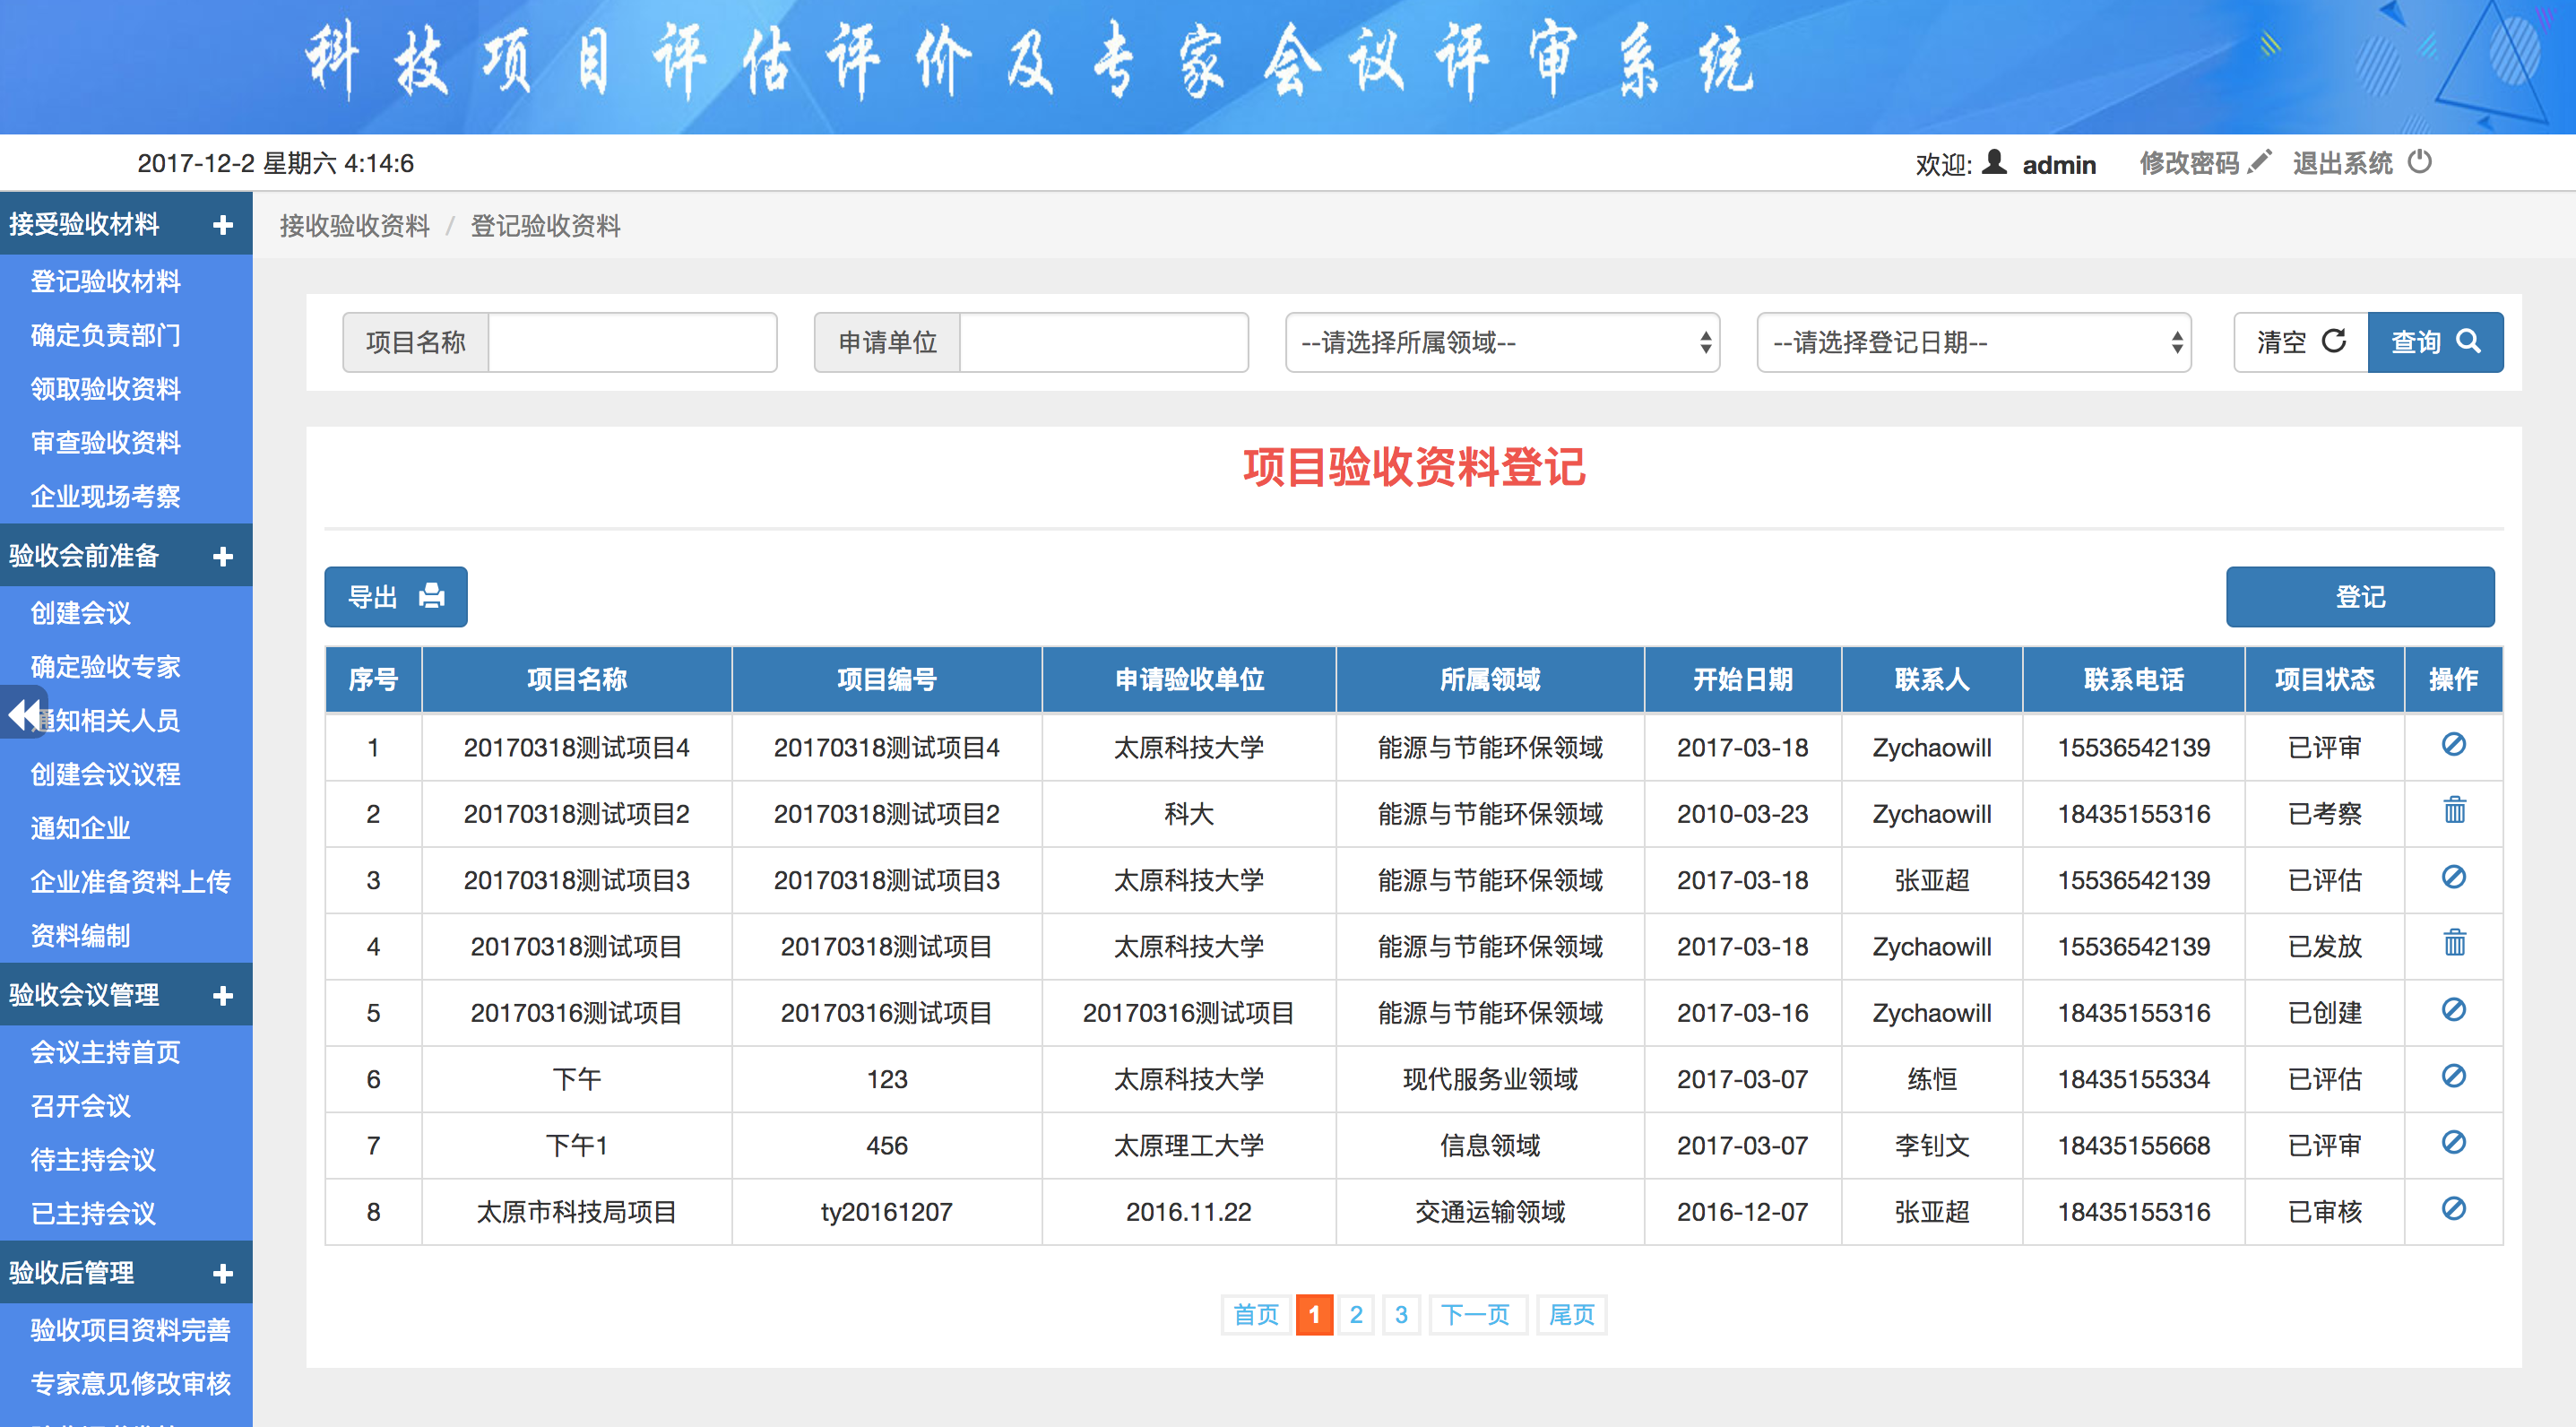 科技项目评估评价及专家会议评审系统
2017-12-2 星期六 4:14:6 欢迎: admin 修改密码 退出系统
接受验收材料
登记验收材料
确定负责部门
领取验收资料
审查验收资料
企业现场考察
验收会前准备
创建会议
确定验收专家
通知相关人员
创建会议议程
通知企业
企业准备资料上传
资料编制
验收会议管理
会议主持首页
召开会议
待主持会议
已主持会议
验收后管理
验收项目资料完善
专家意见修改审核
接收验收资料 / 登记验收资料
项目名称 申请单位 --请选择所属领域-- --请选择登记日期-- 清空 查询
项目验收资料登记
导出 登记
序号 项目名称 项目编号 申请验收单位 所属领域 开始日期 联系人 联系电话 项目状态 操作
1 20170318测试项目4 20170318测试项目4 太原科技大学 能源与节能环保领域 2017-03-18 Zychaowill 15536542139 已评审
2 20170318测试项目2 20170318测试项目2 科大 能源与节能环保领域 2010-03-23 Zychaowill 18435155316 已考察
3 20170318测试项目3 20170318测试项目3 太原科技大学 能源与节能环保领域 2017-03-18 张亚超 15536542139 已评估
4 20170318测试项目 20170318测试项目 太原科技大学 能源与节能环保领域 2017-03-18 Zychaowill 15536542139 已发放
5 20170316测试项目 20170316测试项目 20170316测试项目 能源与节能环保领域 2017-03-16 Zychaowill 18435155316 已创建
6 下午 123 太原科技大学 现代服务业领域 2017-03-07 练恒 18435155334 已评估
7 下午1 456 太原理工大学 信息领域 2017-03-07 李钊文 18435155668 已评审
8 太原市科技局项目 ty20161207 2016.11.22 交通运输领域 2016-12-07 张亚超 18435155316 已审核
首页 1 2 3 下一页 尾页